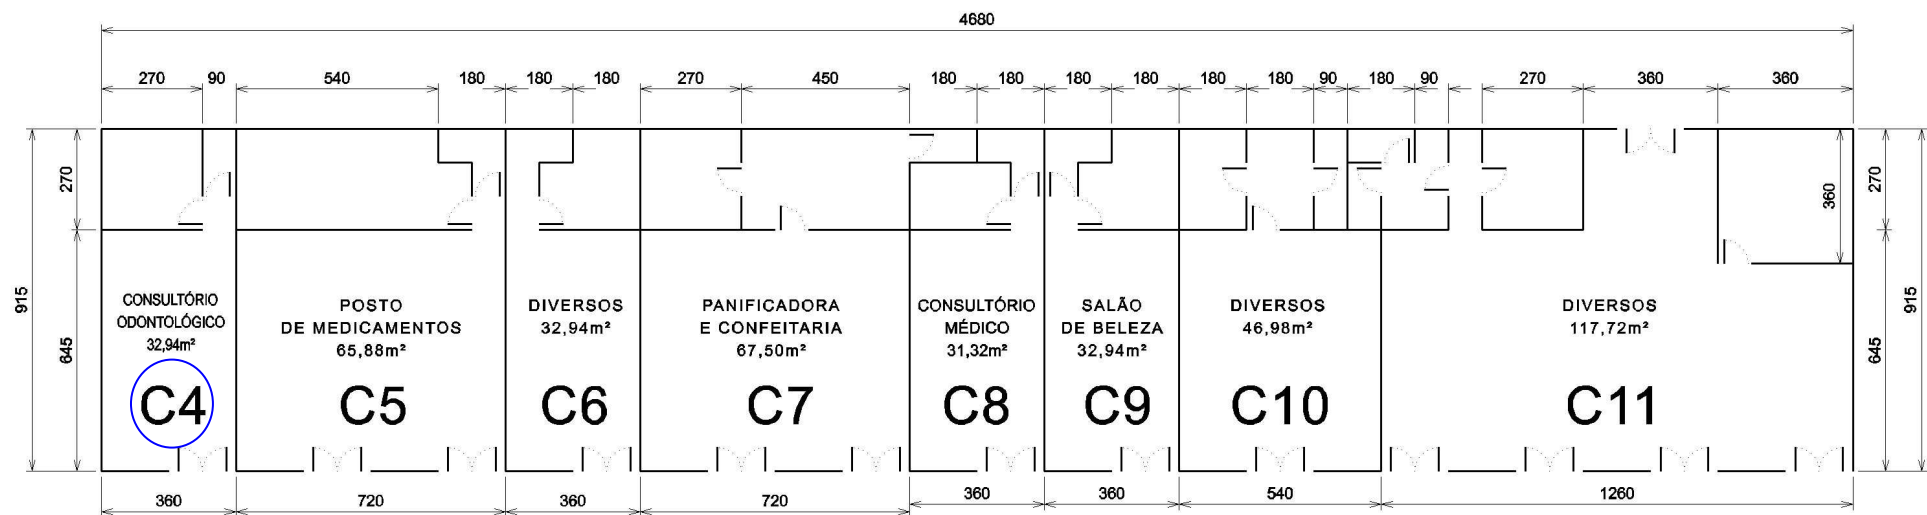 4680
270 90 540 180 180 180 270 450 180 180 180 180 180 180 90 180 90 270 360 360
270
360
270
915
645
645
915
CONSULTÓRIO
ODONTOLÓGICO
32,94m²
C4
POSTO
DE MEDICAMENTOS
65,88m²
C5
DIVERSOS
32,94m²
C6
PANIFICADORA
E CONFEITARIA
67,50m²
C7
CONSULTÓRIO
MÉDICO
31,32m²
C8
SALÃO
DE BELEZA
32,94m²
C9
DIVERSOS
46,98m²
C10
DIVERSOS
117,72m²
C11
360 720 360 720 360 360 540 1260